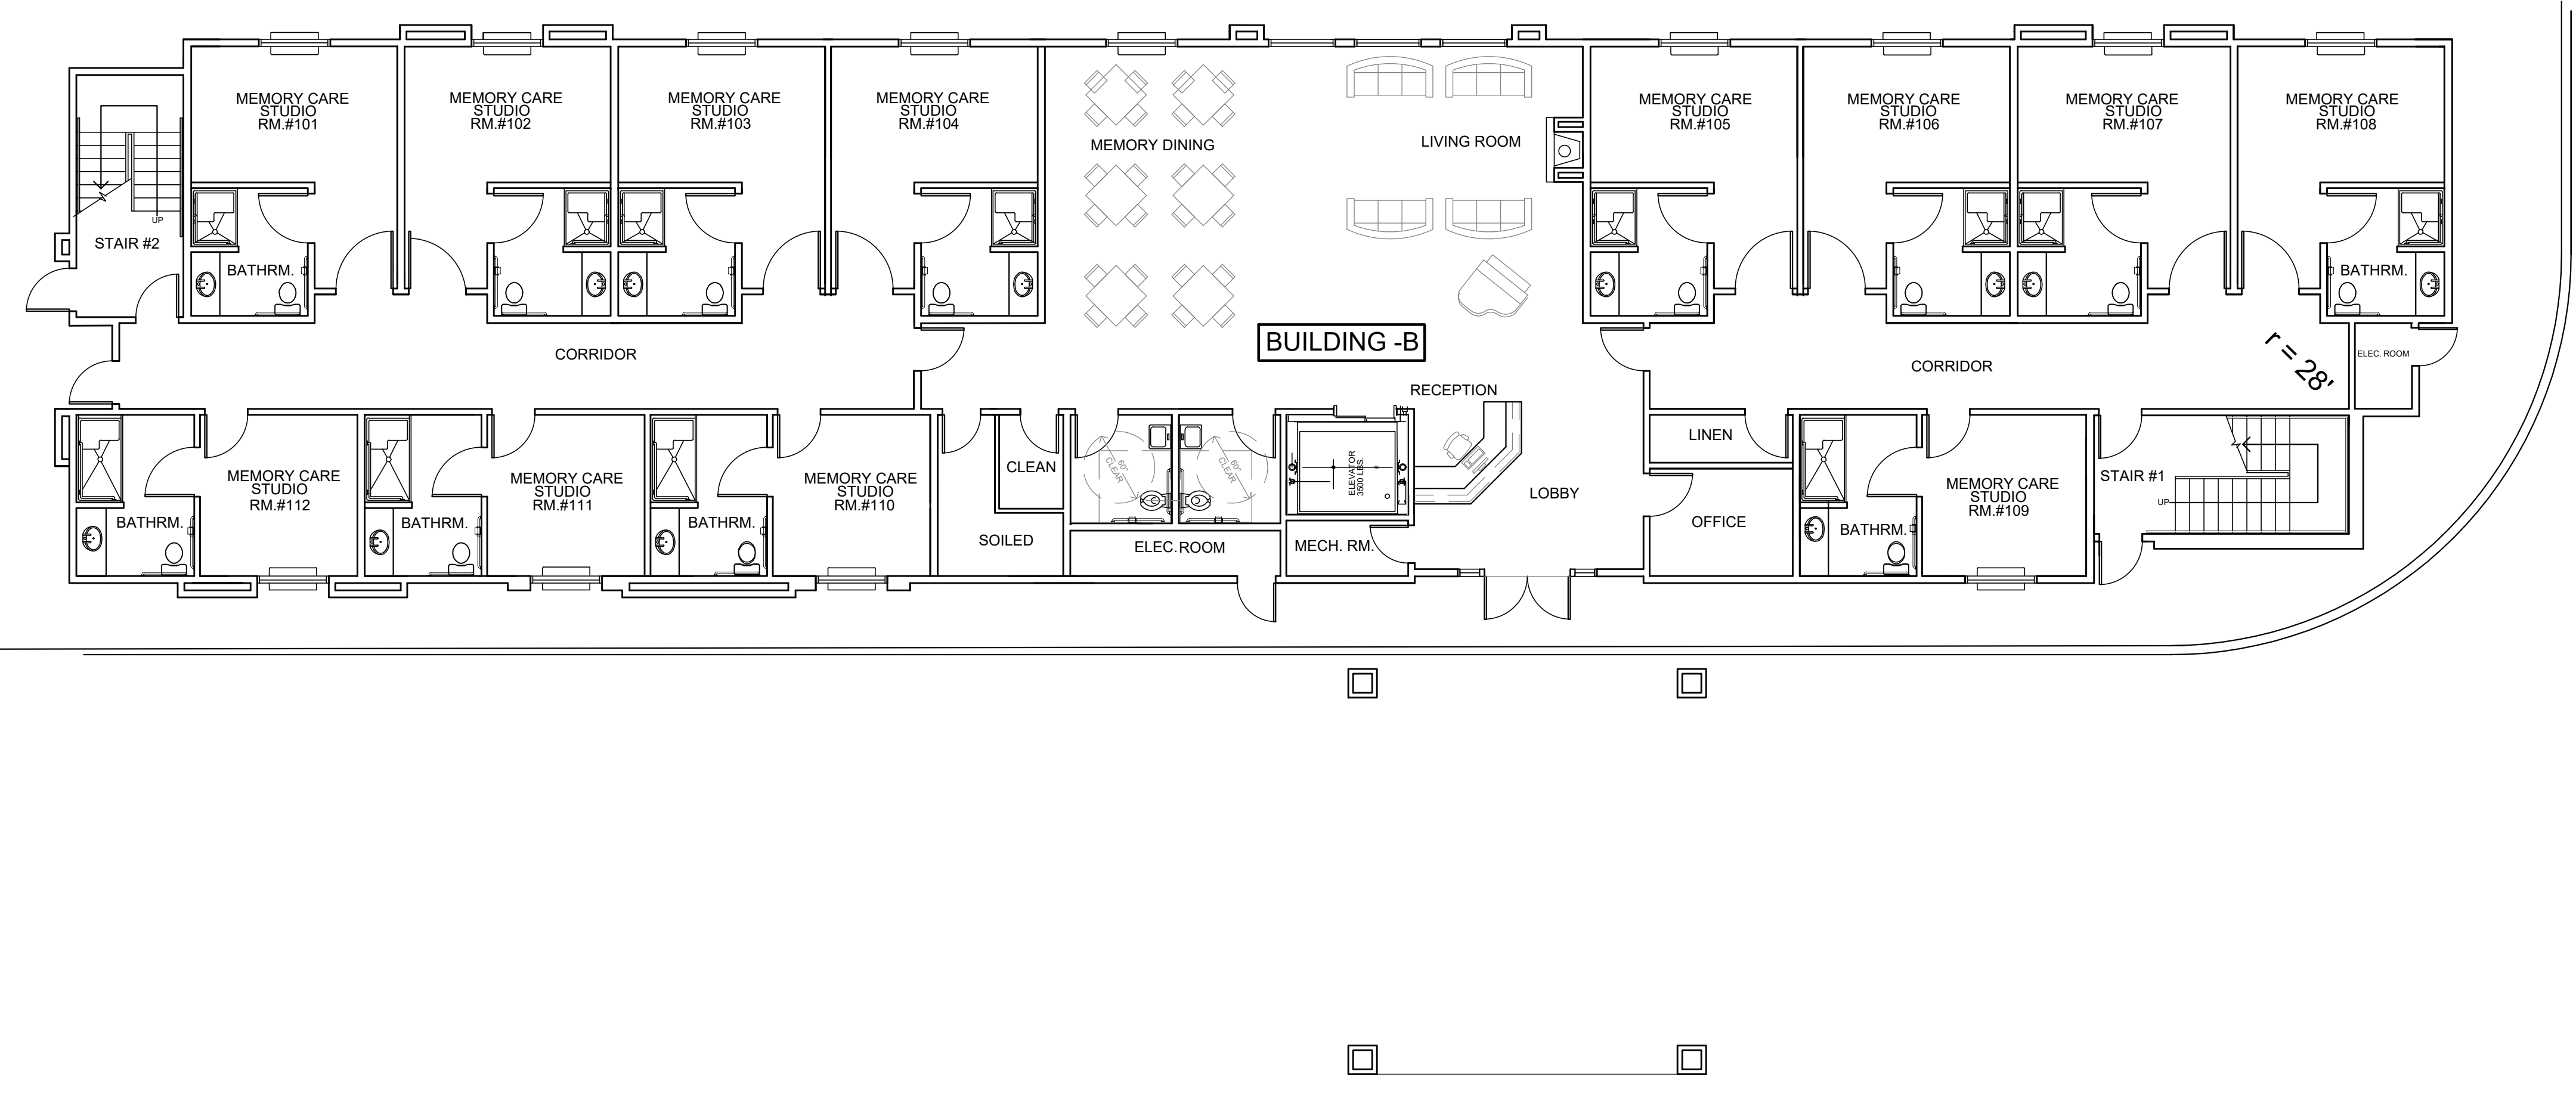 MEMORY CARE
STUDIO
RM.#101
MEMORY CARE
STUDIO
RM.#102
MEMORY CARE
STUDIO
RM.#103
MEMORY CARE
STUDIO
RM.#104
MEMORY DINING
LIVING ROOM
MEMORY CARE
STUDIO
RM.#105
MEMORY CARE
STUDIO
RM.#106
MEMORY CARE
STUDIO
RM.#107
MEMORY CARE
STUDIO
RM.#108
UP
STAIR #2
BATHRM.
BATHRM.
BUILDING -B
CORRIDOR
CORRIDOR
r = 28'
ELEC. ROOM
RECEPTION
MEMORY CARE
STUDIO
RM.#112
BATHRM.
MEMORY CARE
STUDIO
RM.#111
BATHRM.
MEMORY CARE
STUDIO
RM.#110
BATHRM.
CLEAN
SOILED
60"
CLEAR
60"
CLEAR
ELEC. ROOM
ELEVATOR
3500 LBS.
MECH. RM.
LOBBY
LINEN
OFFICE
MEMORY CARE
STUDIO
RM.#109
BATHRM.
STAIR #1
UP